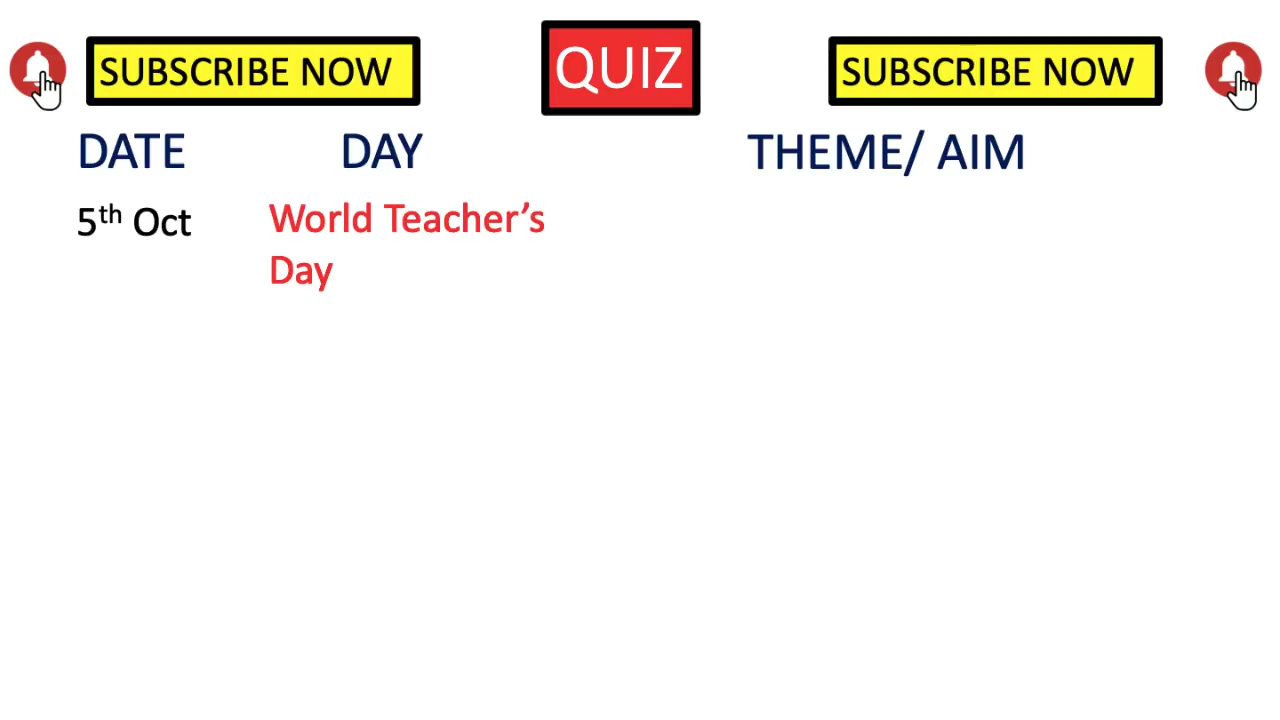 SUBSCRIBE NOW
QUIZ
SUBSCRIBE NOW
DATE DAY THEME/ AIM
5th Oct World Teacher’s
Day